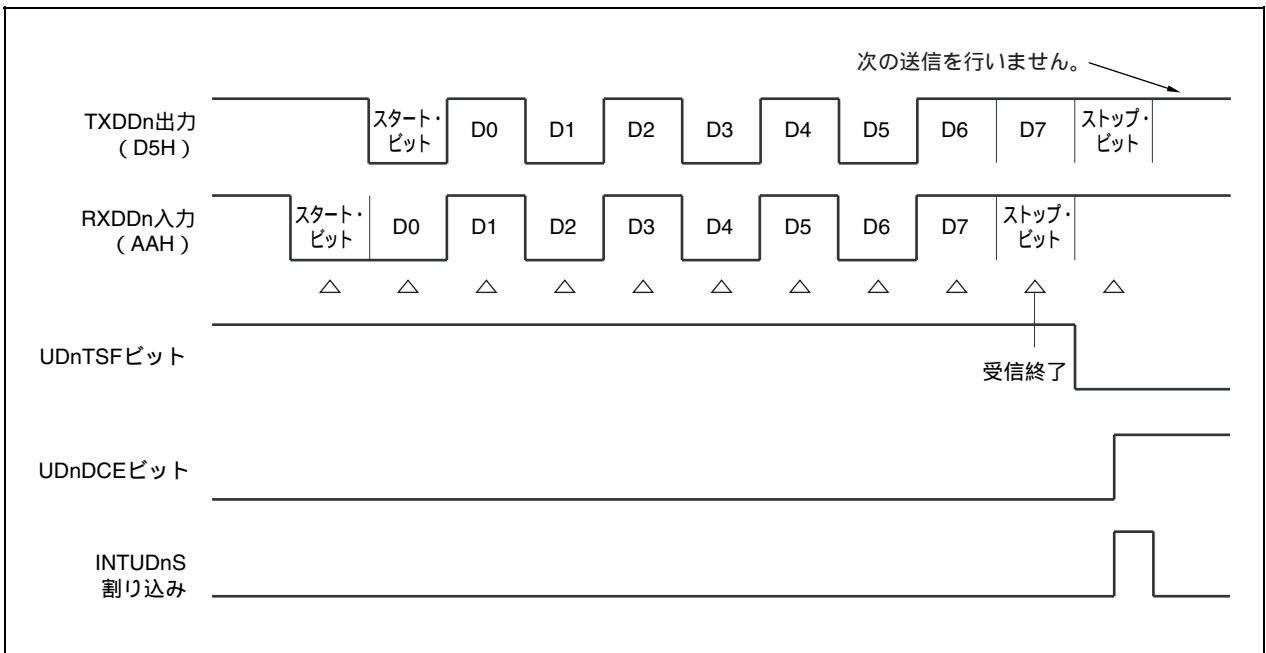 次の送信を行いません。
TXDDn出力
（D5H）
スタート・
ビット
D0
D1
D2
D3
D4
D5
D6
D7
ストップ・
ビット
RXDDn入力
（AAH）
スタート・
ビット
D0
D1
D2
D3
D4
D5
D6
D7
ストップ・
ビット
UDnTSFビット
受信終了
UDnDCEビット
INTUDnS
割り込み